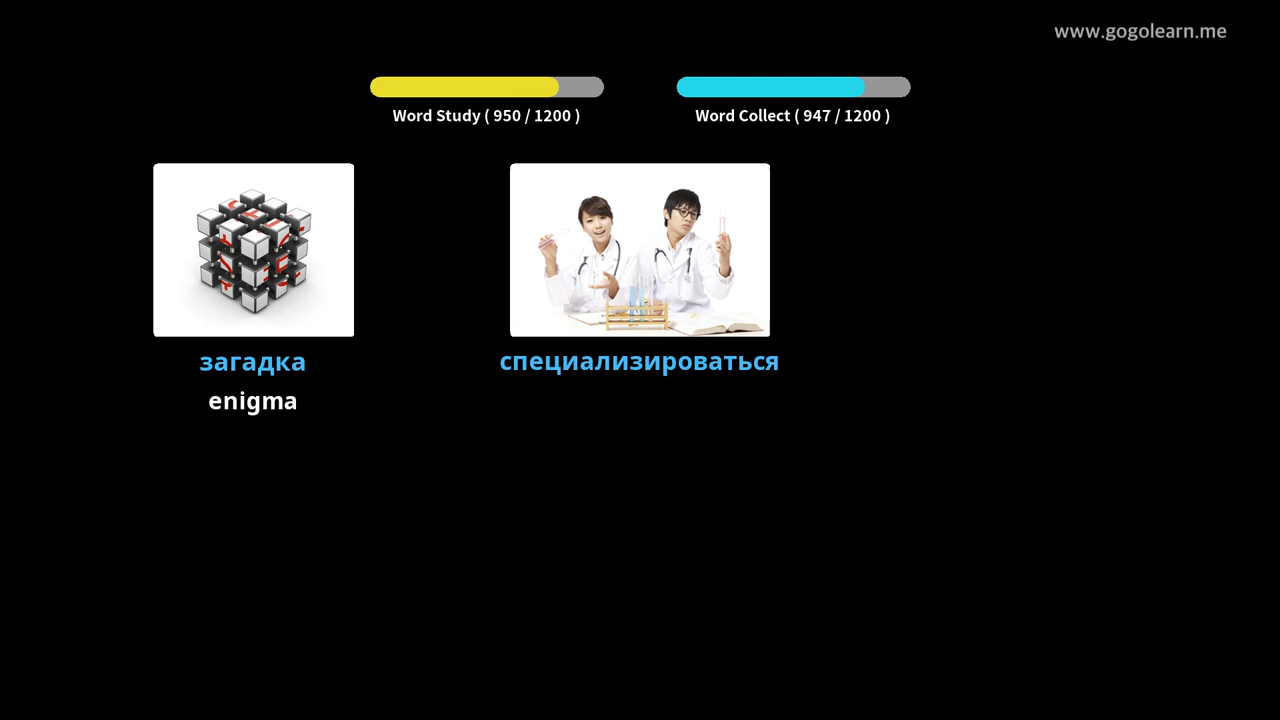 www.gogolearn.me
Word Study ( 950 / 1200 )
Word Collect ( 947 / 1200 )
загадка
enigma
специализироваться